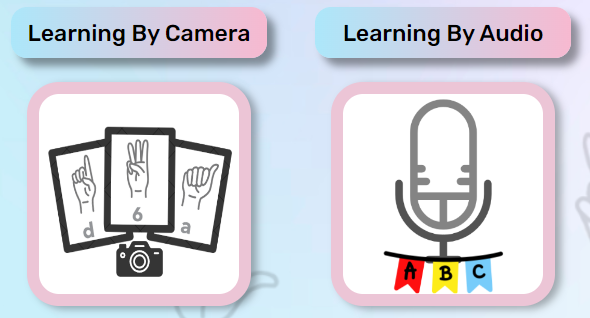 Learning By Camera
Learning By Audio
d 6 a
A B C